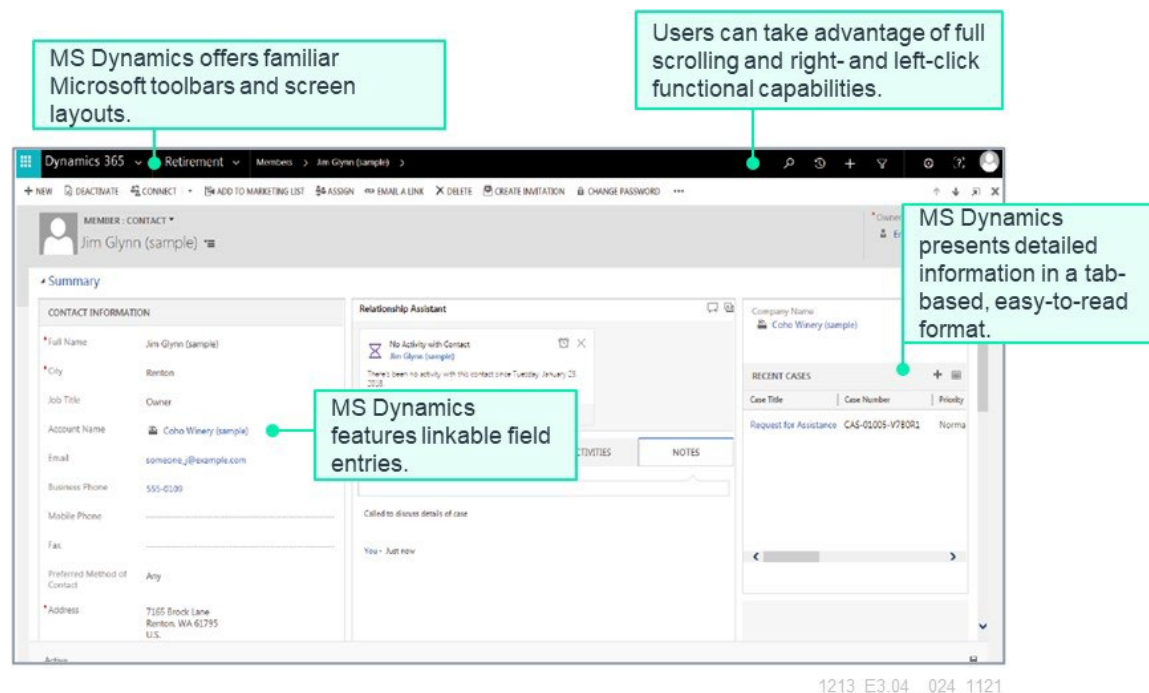 MS Dynamics offers familiar
Microsoft toolbars and screen
layouts.
Users can take advantage of full
scrolling and right- and left-click
functional capabilities.
Dynamics 365 Retirement Members > Jim Glynn (sample) >
+ NEW DEACTIVATE CONNECT ADD TO MARKETING LIST ASSIGN EMAIL A LINK DELETE CREATE INVITATION CHANGE PASSWORD •••
MEMBER : CONTACT
Jim Glynn (sample)
*Owner
MS Dynamics
presents detailed
information in a tab-
based, easy-to-read
format.
Summary
CONTACT INFORMATION
*Full Name Jim Glynn (sample)
*City Renton
Job Title Owner
Account Name Coho Winery (sample)
Email someone_j@example.com
Business Phone 555-0109
Mobile Phone
Fax
Preferred Method of
Contact
Any
*Address 7165 Brock Lane
Renton, WA 61795
U.S.
Relationship Assistant
No Activity with Contact
Jim Glynn (sample)
There's been no activity with this contact since Tuesday, January 23,
2018
MS Dynamics
features linkable field
entries.
NOTES
Called to discuss details of case
You - Just now
Company Name
Coho Winery (sample)
RECENT CASES
Case Title Case Number Priority
Request for Assistance CAS-01005-V7B0R1 Norma
Active
1213_E3.04__024_1121